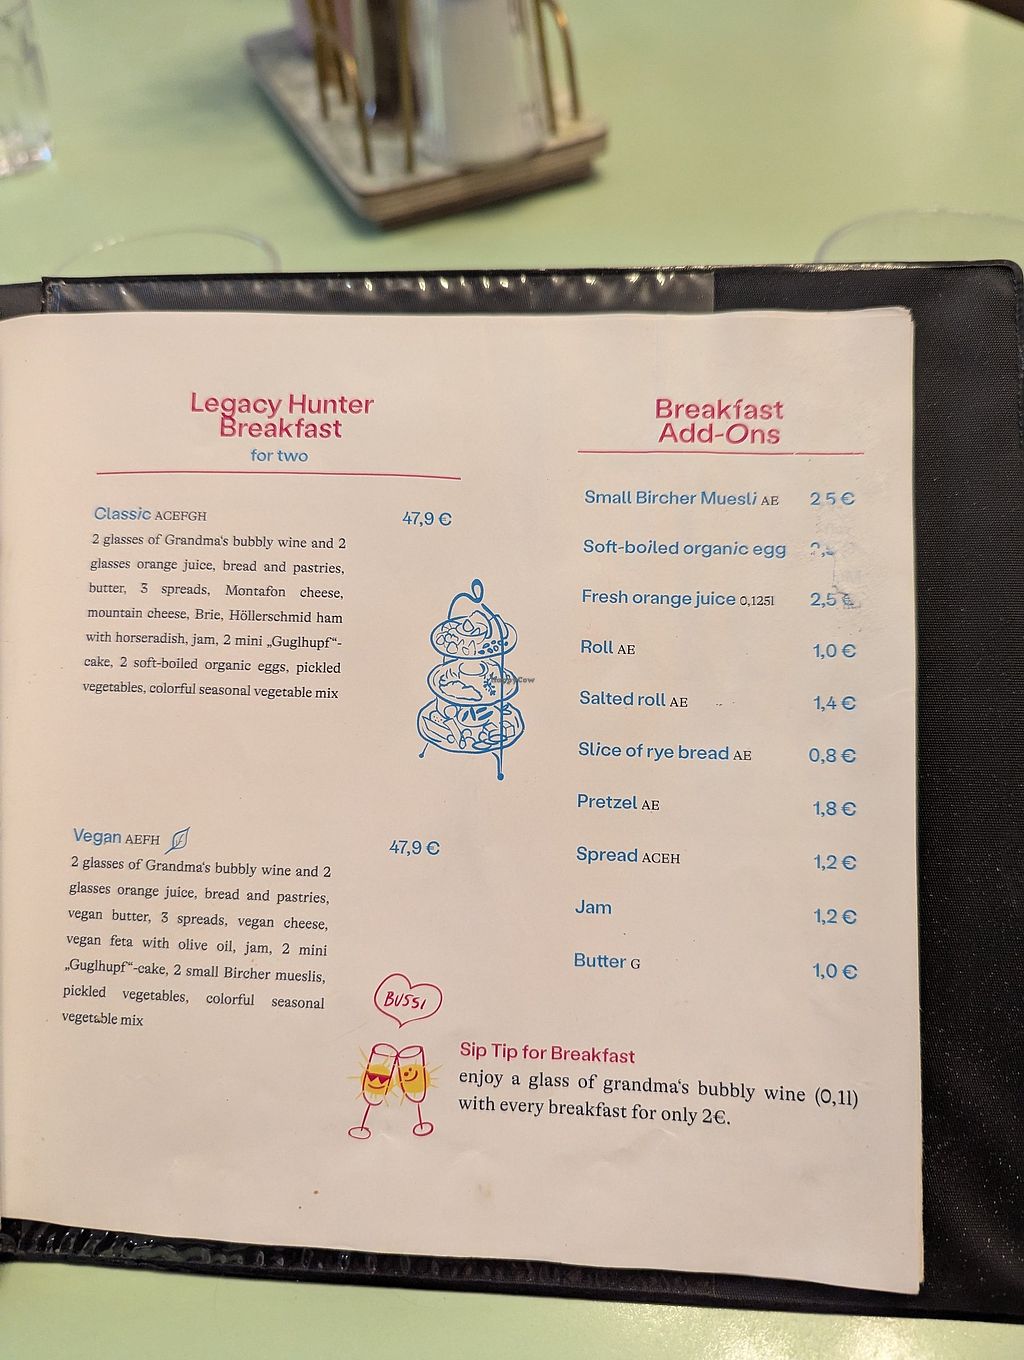 Legacy Hunter
Breakfast
for two
Classic ACEFGH 47,9 €
2 glasses of Grandma‘s bubbly wine and 2
glasses orange juice, bread and pastries,
butter, 3 spreads, Montafon cheese,
mountain cheese, Brie, Höllerschmid ham
with horseradish, jam, 2 mini „Guglhupf“-
cake, 2 soft-boiled organic eggs, pickled
vegetables, colorful seasonal vegetable mix
HappyCow
Vegan AEFH 47,9 €
2 glasses of Grandma‘s bubbly wine and 2
glasses orange juice, bread and pastries,
vegan butter, 3 spreads, vegan cheese,
vegan feta with olive oil, jam, 2 mini
„Guglhupf“-cake, 2 small Bircher mueslis,
pickled vegetables, colorful seasonal
vegetable mix
Breakfast
Add-Ons
Small Bircher Muesli AE 2 5 €
Soft-boiled organic egg
Fresh orange juice 0,125l 2,5 €
Roll AE 1,0 €
Salted roll AE 1,4 €
Slice of rye bread AE 0,8 €
Pretzel AE 1,8 €
Spread ACEH 1,2 €
Jam 1,2 €
Butter G 1,0 €
BUSSI
Sip Tip for Breakfast
enjoy a glass of grandma‘s bubbly wine (0,1l)
with every breakfast for only 2€.